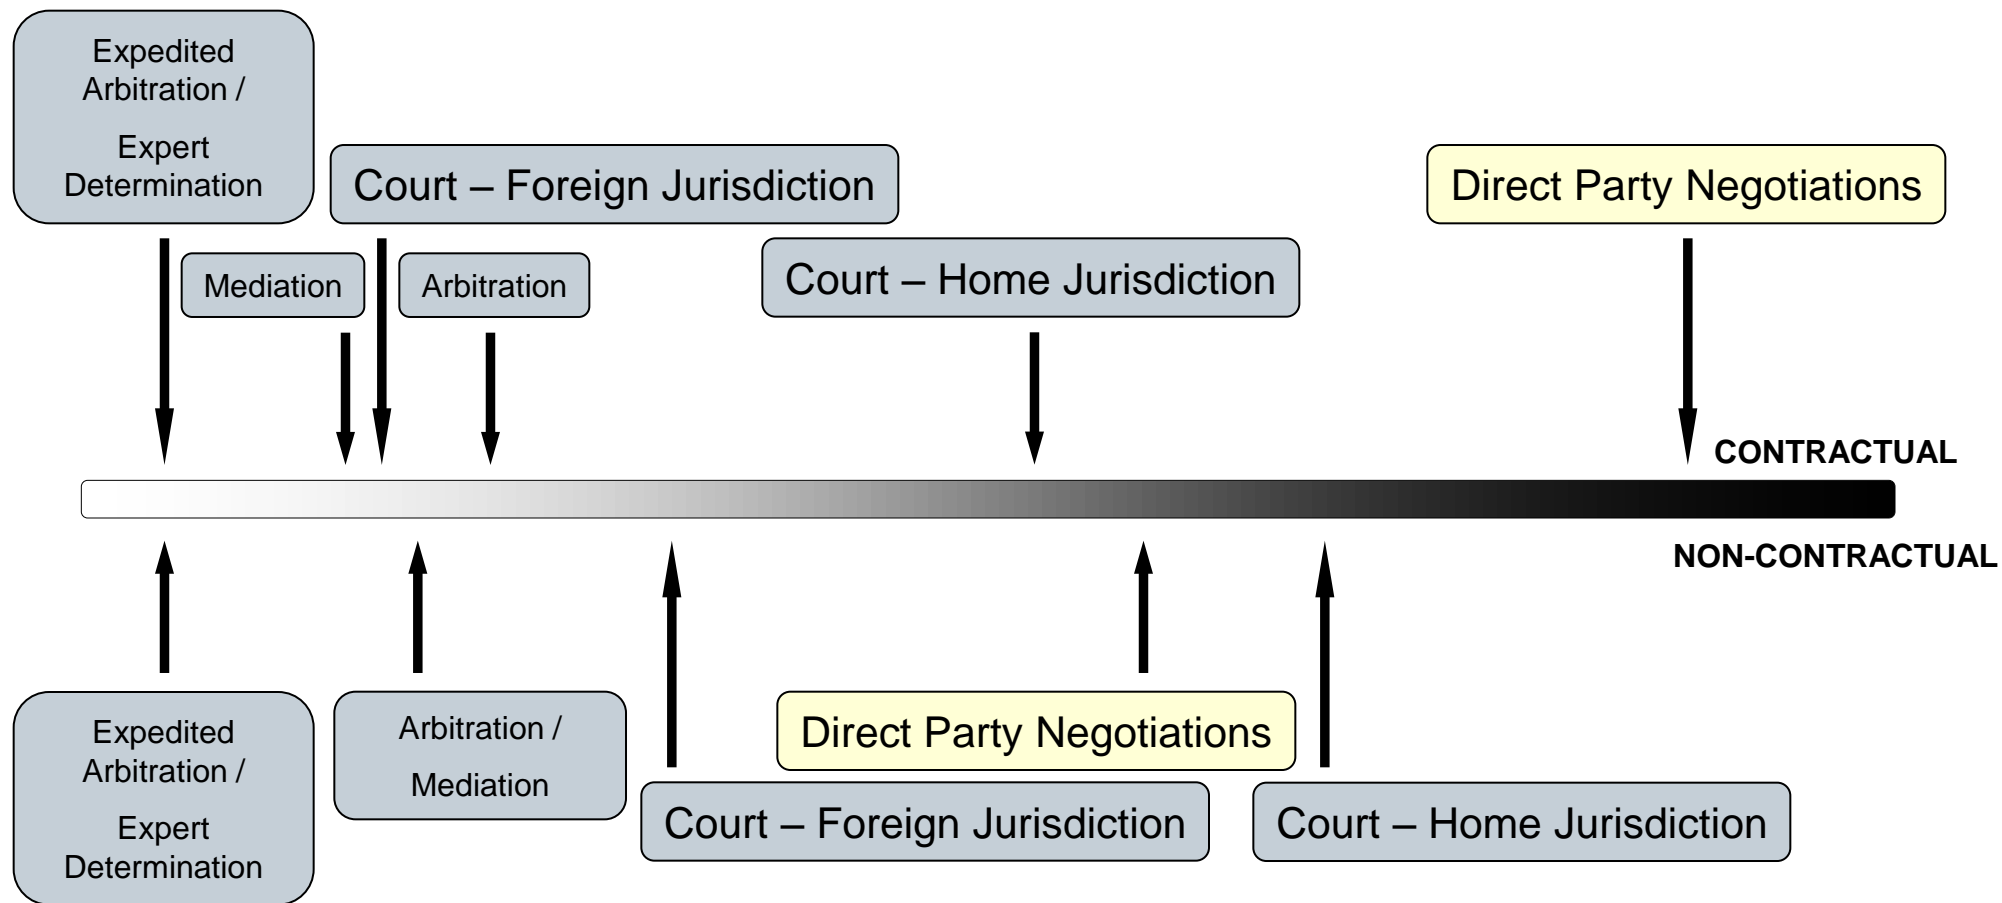 Expedited
Arbitration /
Expert
Determination
Court – Foreign Jurisdiction
Direct Party Negotiations
Mediation
Arbitration
Court – Home Jurisdiction
CONTRACTUAL
NON-CONTRACTUAL
Expedited
Arbitration /
Expert
Determination
Arbitration /
Mediation
Direct Party Negotiations
Court – Foreign Jurisdiction
Court – Home Jurisdiction